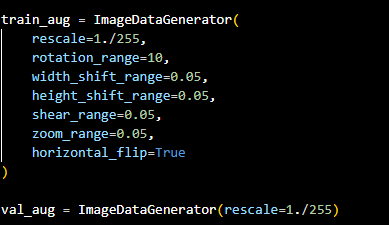 train_aug = ImageDataGenerator(
    rescale=1./255,
    rotation_range=10,
    width_shift_range=0.05,
    height_shift_range=0.05,
    shear_range=0.05,
    zoom_range=0.05,
    horizontal_flip=True
)
val_aug = ImageDataGenerator(rescale=1./255)